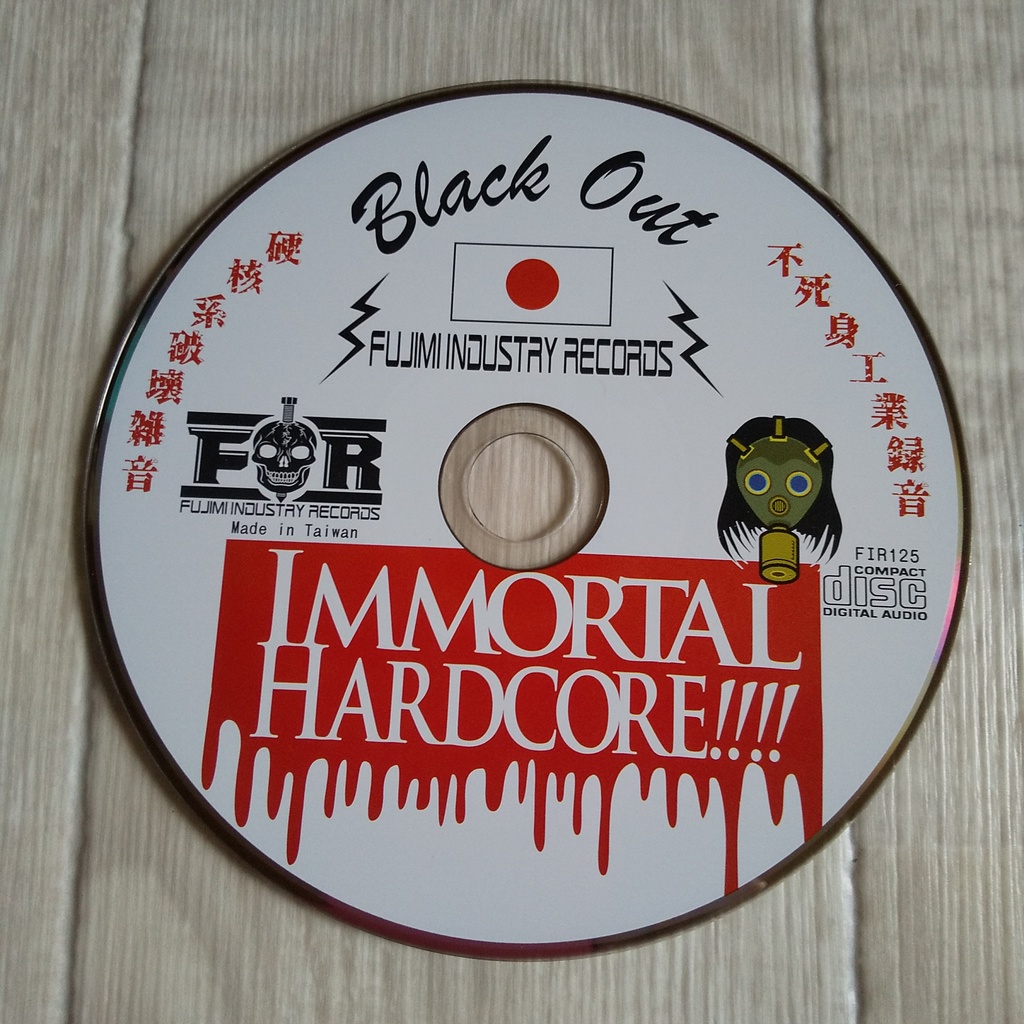 Black Out
FUJIMI INDUSTRY RECORDS
硬核系破壊雑音
不死身工業録音
FIR
FUJIMI INDUSTRY RECORDS
Made in Taiwan
FIR125
COMPACT
disc
DIGITAL AUDIO
IMMORTAL
HARDCORE!!!!